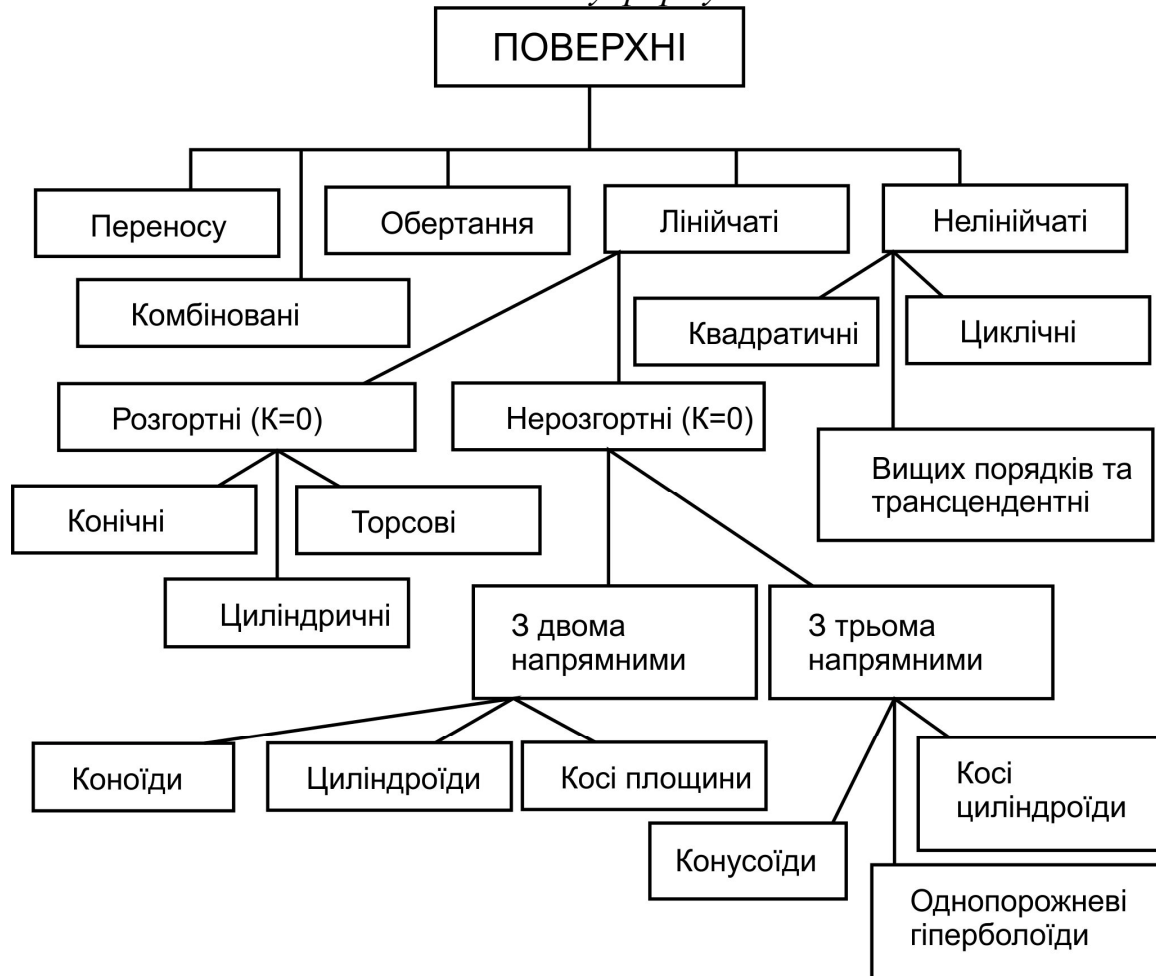 ПОВЕРХНІ
Переносу
Обертання
Лінійчаті
Нелінійчаті
Комбіновані
Квадратичні
Циклічні
Розгортні (К=0)
Нерозгортні (К=0)
Вищих порядків та
трансцендентні
Конічні
Торсові
Циліндричні
З двома
напрямними
З трьома
напрямними
Коноїди
Циліндроїди
Косі площини
Косі
циліндроїди
Конусоїди
Однопорожневі
гіперболоїди